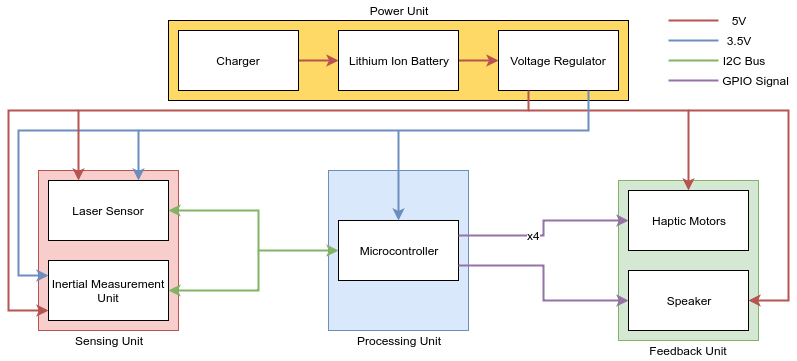 Power Unit
Charger
Lithium Ion Battery
Voltage Regulator
5V
3.5V
I2C Bus
GPIO Signal
Laser Sensor
Inertial Measurement
Unit
Sensing Unit
Microcontroller
Processing Unit
x4
Haptic Motors
Speaker
Feedback Unit